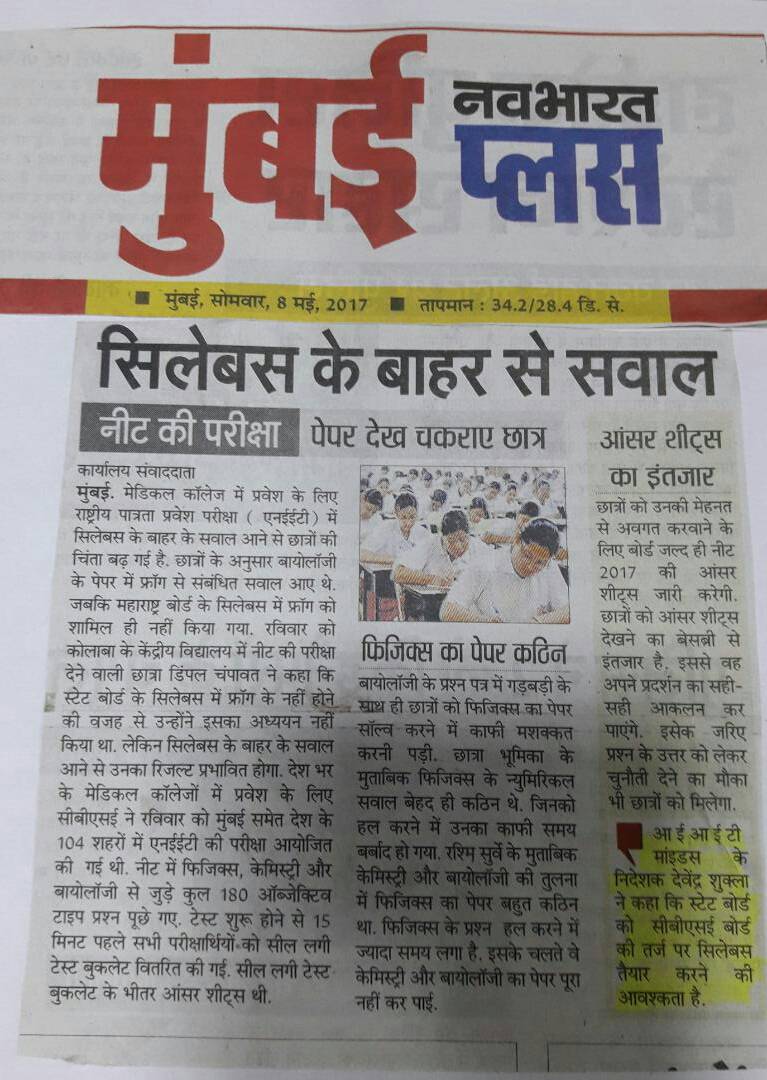 मुंबई
नवभारत
प्लस
मुंबई, सोमवार, 8 मई, 2017
तापमान : 34.2/28.4 डि. से.
सिलेबस के बाहर से सवाल
नीट की परीक्षा
पेपर देख चकराए छात्र
कार्यालय संवाददाता
मुंबई. मेडिकल कॉलेज में प्रवेश के लिए
राष्ट्रीय पात्रता प्रवेश परीक्षा ( एनईईटी) में
सिलेबस के बाहर के सवाल आने से छात्रों की
चिंता बढ़ गई है. छात्रों के अनुसार बायोलॉजी
के पेपर में फ्रॉग से संबंधित सवाल आए थे.
जबकि महाराष्ट्र बोर्ड के सिलेबस में फ्रॉग को
शामिल ही नहीं किया गया. रविवार को
कोलाबा के केंद्रीय विद्यालय में नीट की परीक्षा
देने वाली छात्रा डिंपल चंपावत ने कहा कि
स्टेट बोर्ड के सिलेबस में फ्रॉग के नहीं होने
की वजह से उन्होंने इसका अध्ययन नहीं
किया था. लेकिन सिलेबस के बाहर के सवाल
आने से उनका रिजल्ट प्रभावित होगा. देश भर
के मेडिकल कॉलेजों में प्रवेश के लिए
सीबीएसई ने रविवार को मुंबई समेत देश के
104 शहरों में एनईईटी की परीक्षा आयोजित
की गई थी. नीट में फिजिक्स, केमिस्ट्री और
बायोलॉजी से जुड़े कुल 180 ऑब्जेक्टिव
टाइप प्रश्न पूछे गए. टेस्ट शुरू होने से 15
मिनट पहले सभी परीक्षार्थियों को सील लगी
टेस्ट बुकलेट वितरित की गई. सील लगी टेस्ट
बुकलेट के भीतर आंसर शीट्स थी.
फिजिक्स का पेपर कठिन
बायोलॉजी के प्रश्न पत्र में गड़बड़ी के
साथ ही छात्रों को फिजिक्स का पेपर
सॉल्व करने में काफी मशक्कत
करनी पड़ी. छात्रा भूमिका के
मुताबिक फिजिक्स के न्युमिरिकल
सवाल बेहद ही कठिन थे. जिनको
हल करने में उनका काफी समय
बर्बाद हो गया. रश्मि सुर्वे के मुताबिक
केमिस्ट्री और बायोलॉजी की तुलना
में फिजिक्स का पेपर बहुत कठिन
था. फिजिक्स के प्रश्न हल करने में
ज्यादा समय लगा है. इसके चलते वे
केमिस्ट्री और बायोलॉजी का पेपर पूरा
नहीं कर पाई.
आंसर शीट्स
का इंतजार
छात्रों को उनकी मेहनत
से अवगत करवाने के
लिए बोर्ड जल्द ही नीट
2017 की आंसर
शीट्स जारी करेगी.
छात्रों को आंसर शीट्स
देखने का बेसब्री से
इंतजार है. इससे वह
अपने प्रदर्शन का सही-
सही आकलन कर
पाएंगे. इसेक जरिए
प्रश्न के उत्तर को लेकर
चुनौती देने का मौका
भी छात्रों को मिलेगा.
आईआईटी
माइंडस के
निदेशक देवेंद्र शुक्ला
ने कहा कि स्टेट बोर्ड
को सीबीएसई बोर्ड
की तर्ज पर सिलेबस
तैयार करने की
आवश्कता है.